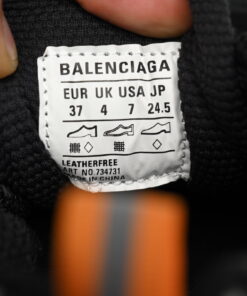 BALENCIAGA
EUR UK USA JP
37 4 7 24.5
LEATHERFREE
ART NO.734731
MADE IN CHINA